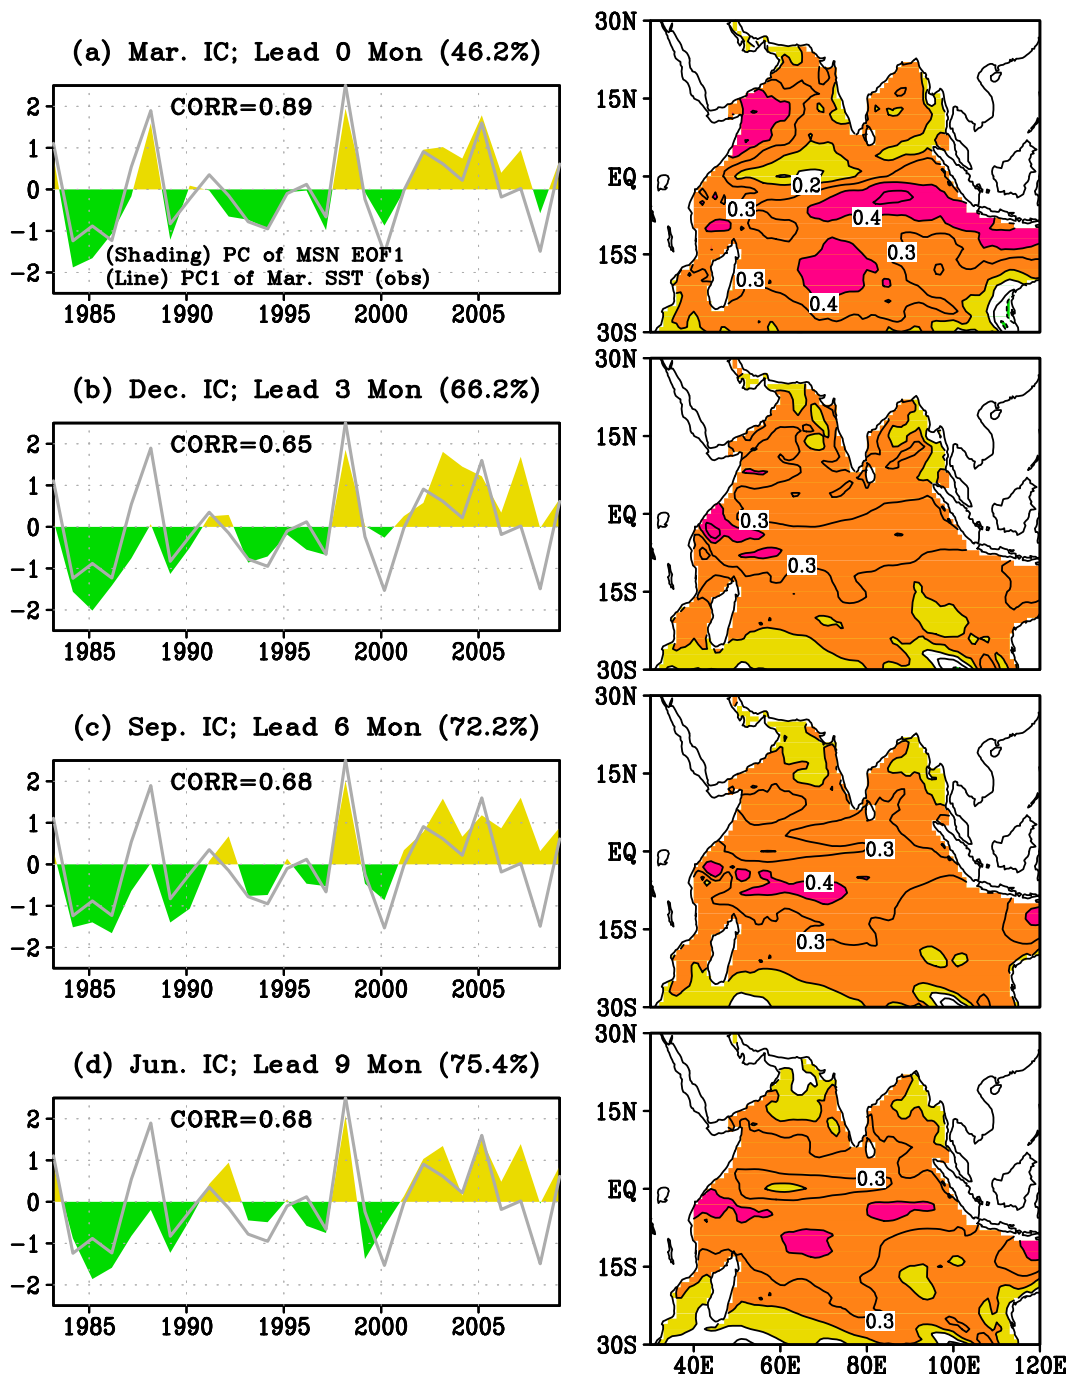 (a) Mar. IC; Lead 0 Mon (46.2%)
CORR=0.89
2
1
0
-1
-2
(Shading) PC of MSN EOF1
(Line) PC1 of Mar. SST (obs)
1985 1990 1995 2000 2005
30N
15N
EQ
15S
30S
0.2
0.3
0.4
0.3
0.3
0.4
(b) Dec. IC; Lead 3 Mon (66.2%)
CORR=0.65
2
1
0
-1
-2
1985 1990 1995 2000 2005
30N
15N
EQ
15S
30S
0.3
0.3
(c) Sep. IC; Lead 6 Mon (72.2%)
CORR=0.68
2
1
0
-1
-2
1985 1990 1995 2000 2005
30N
15N
EQ
15S
30S
0.3
0.4
0.3
(d) Jun. IC; Lead 9 Mon (75.4%)
CORR=0.68
2
1
0
-1
-2
1985 1990 1995 2000 2005
30N
15N
EQ
15S
30S
0.3
0.3
40E 60E 80E 100E 120E